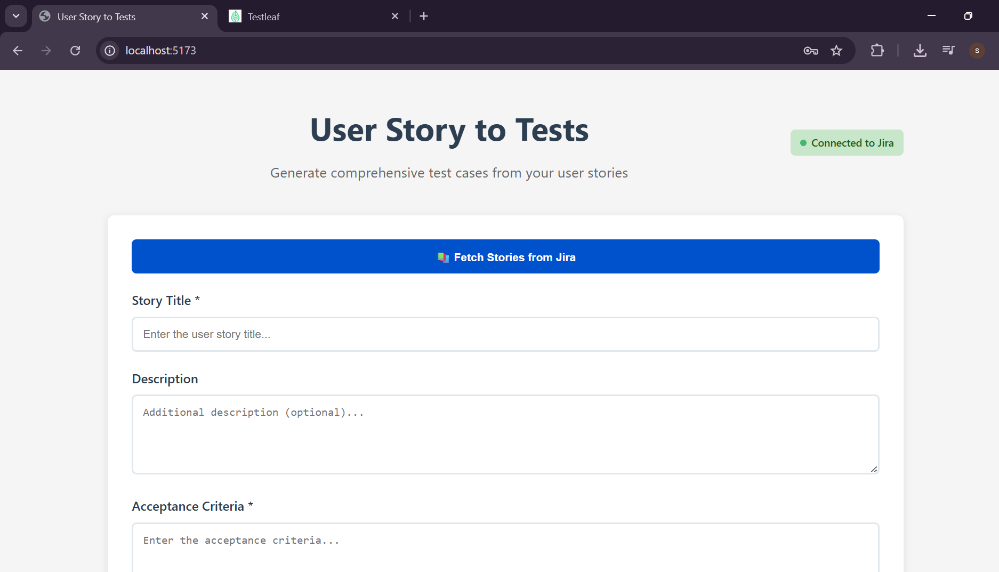 User Story to Tests
Testleaf
localhost:5173
S
User Story to Tests
Connected to Jira
Generate comprehensive test cases from your user stories
Fetch Stories from Jira
Story Title *
Enter the user story title...
Description
Additional description (optional)...
Acceptance Criteria *
Enter the acceptance criteria...